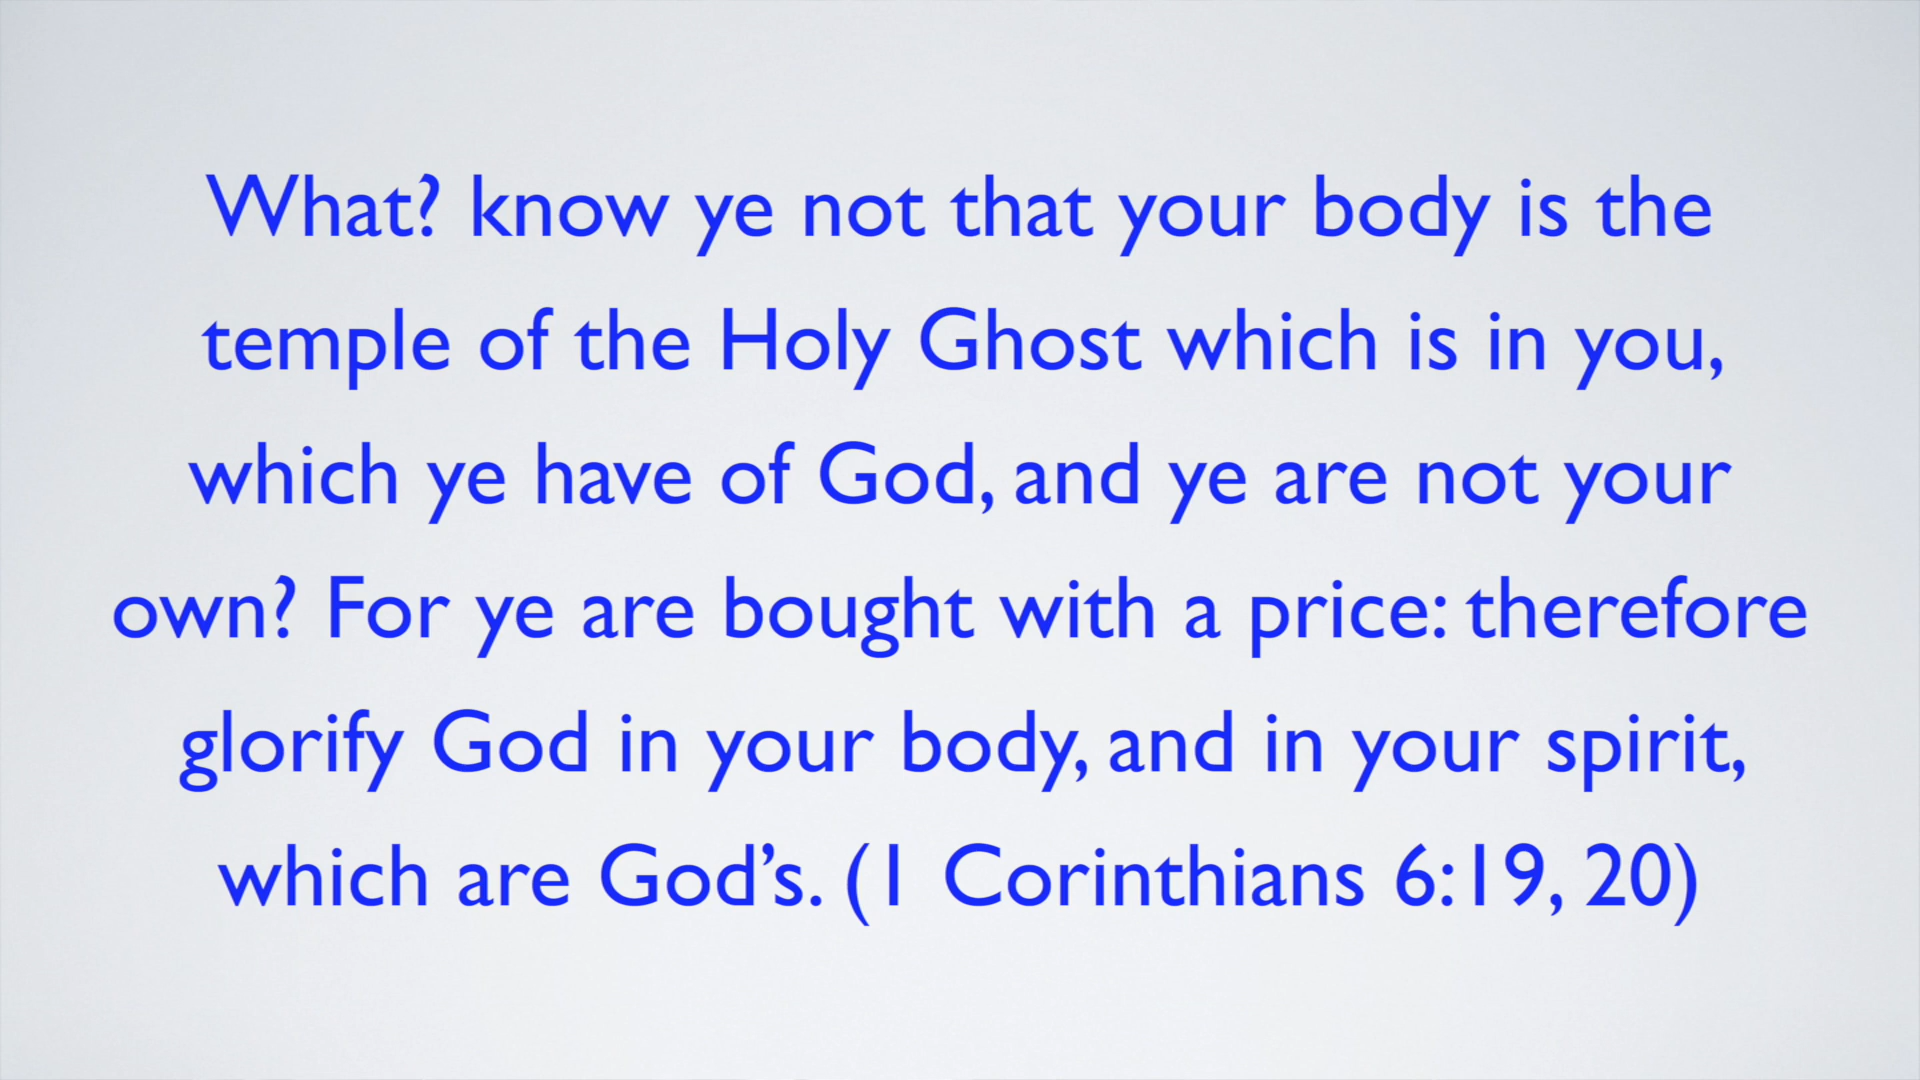 What? know ye not that your body is the
temple of the Holy Ghost which is in you,
which ye have of God, and ye are not your
own? For ye are bought with a price: therefore
glorify God in your body, and in your spirit,
which are God’s. (1 Corinthians 6:19, 20)